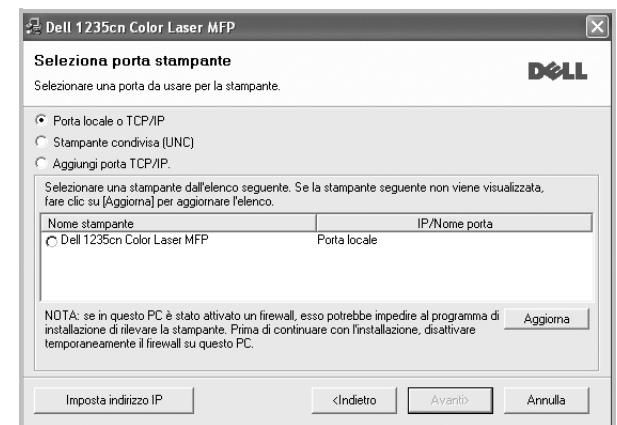 Dell 1235cn Color Laser MFP
Seleziona porta stampante
Selezionare una porta da usare per la stampante.
DELL
Porta locale o TCP/IP
Stampante condivisa (UNC)
Aggiungi porta TCP/IP.
Selezionare una stampante dall'elenco seguente. Se la stampante seguente non viene visualizzata,
fare clic su [Aggiorna] per aggiornare l'elenco.
Nome stampante IP/Nome porta
Dell 1235cn Color Laser MFP Porta locale
NOTA: se in questo PC è stato attivato un firewall, esso potrebbe impedire al programma di
installazione di rilevare la stampante. Prima di continuare con l'installazione, disattivare
temporaneamente il firewall su questo PC.
Aggiorna
Imposta indirizzo IP <Indietro Avanti> Annulla